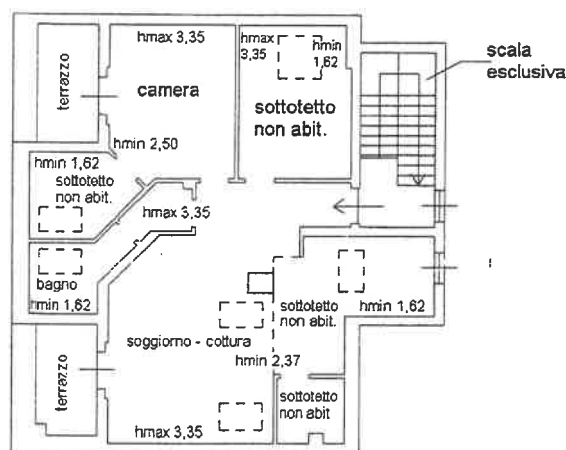 hmax 3,35
hmax
3,35
hmin
1,62
scala
esclusiva
terrazzo
camera
sottotetto
non abit.
hmin 2,50
hmin 1,62
sottotetto
non abit.
hmax 3,35
bagno
hmin 1,62
sottotetto
non abit.
hmin 1,62
soggiorno - cottura
hmin 2,37
terrazzo
sottotetto
non abit
hmax 3,35